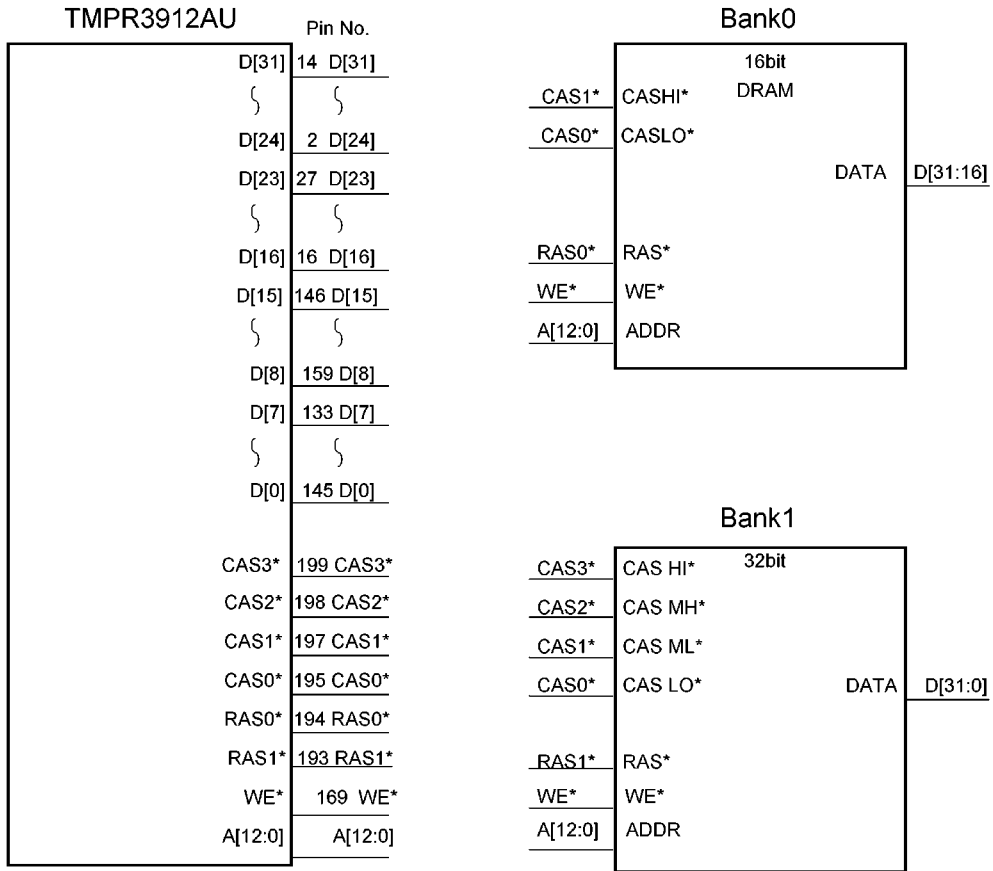 TMPR3912AU
Pin No.
D[31] 14 D[31]
D[24] 2 D[24]
D[23] 27 D[23]
D[16] 16 D[16]
D[15] 146 D[15]
D[8] 159 D[8]
D[7] 133 D[7]
D[0] 145 D[0]
CAS3* 199 CAS3*
CAS2* 198 CAS2*
CAS1* 197 CAS1*
CAS0* 195 CAS0*
RAS0* 194 RAS0*
RAS1* 193 RAS1*
WE* 169 WE*
A[12:0] A[12:0]
Bank0
16bit
DRAM
CAS1* CASHI*
CAS0* CASLO*
DATA D[31:16]
RAS0* RAS*
WE* WE*
A[12:0] ADDR
Bank1
32bit
CAS3* CAS HI*
CAS2* CAS MH*
CAS1* CAS ML*
CAS0* CAS LO* DATA D[31:0]
RAS1* RAS*
WE* WE*
A[12:0] ADDR